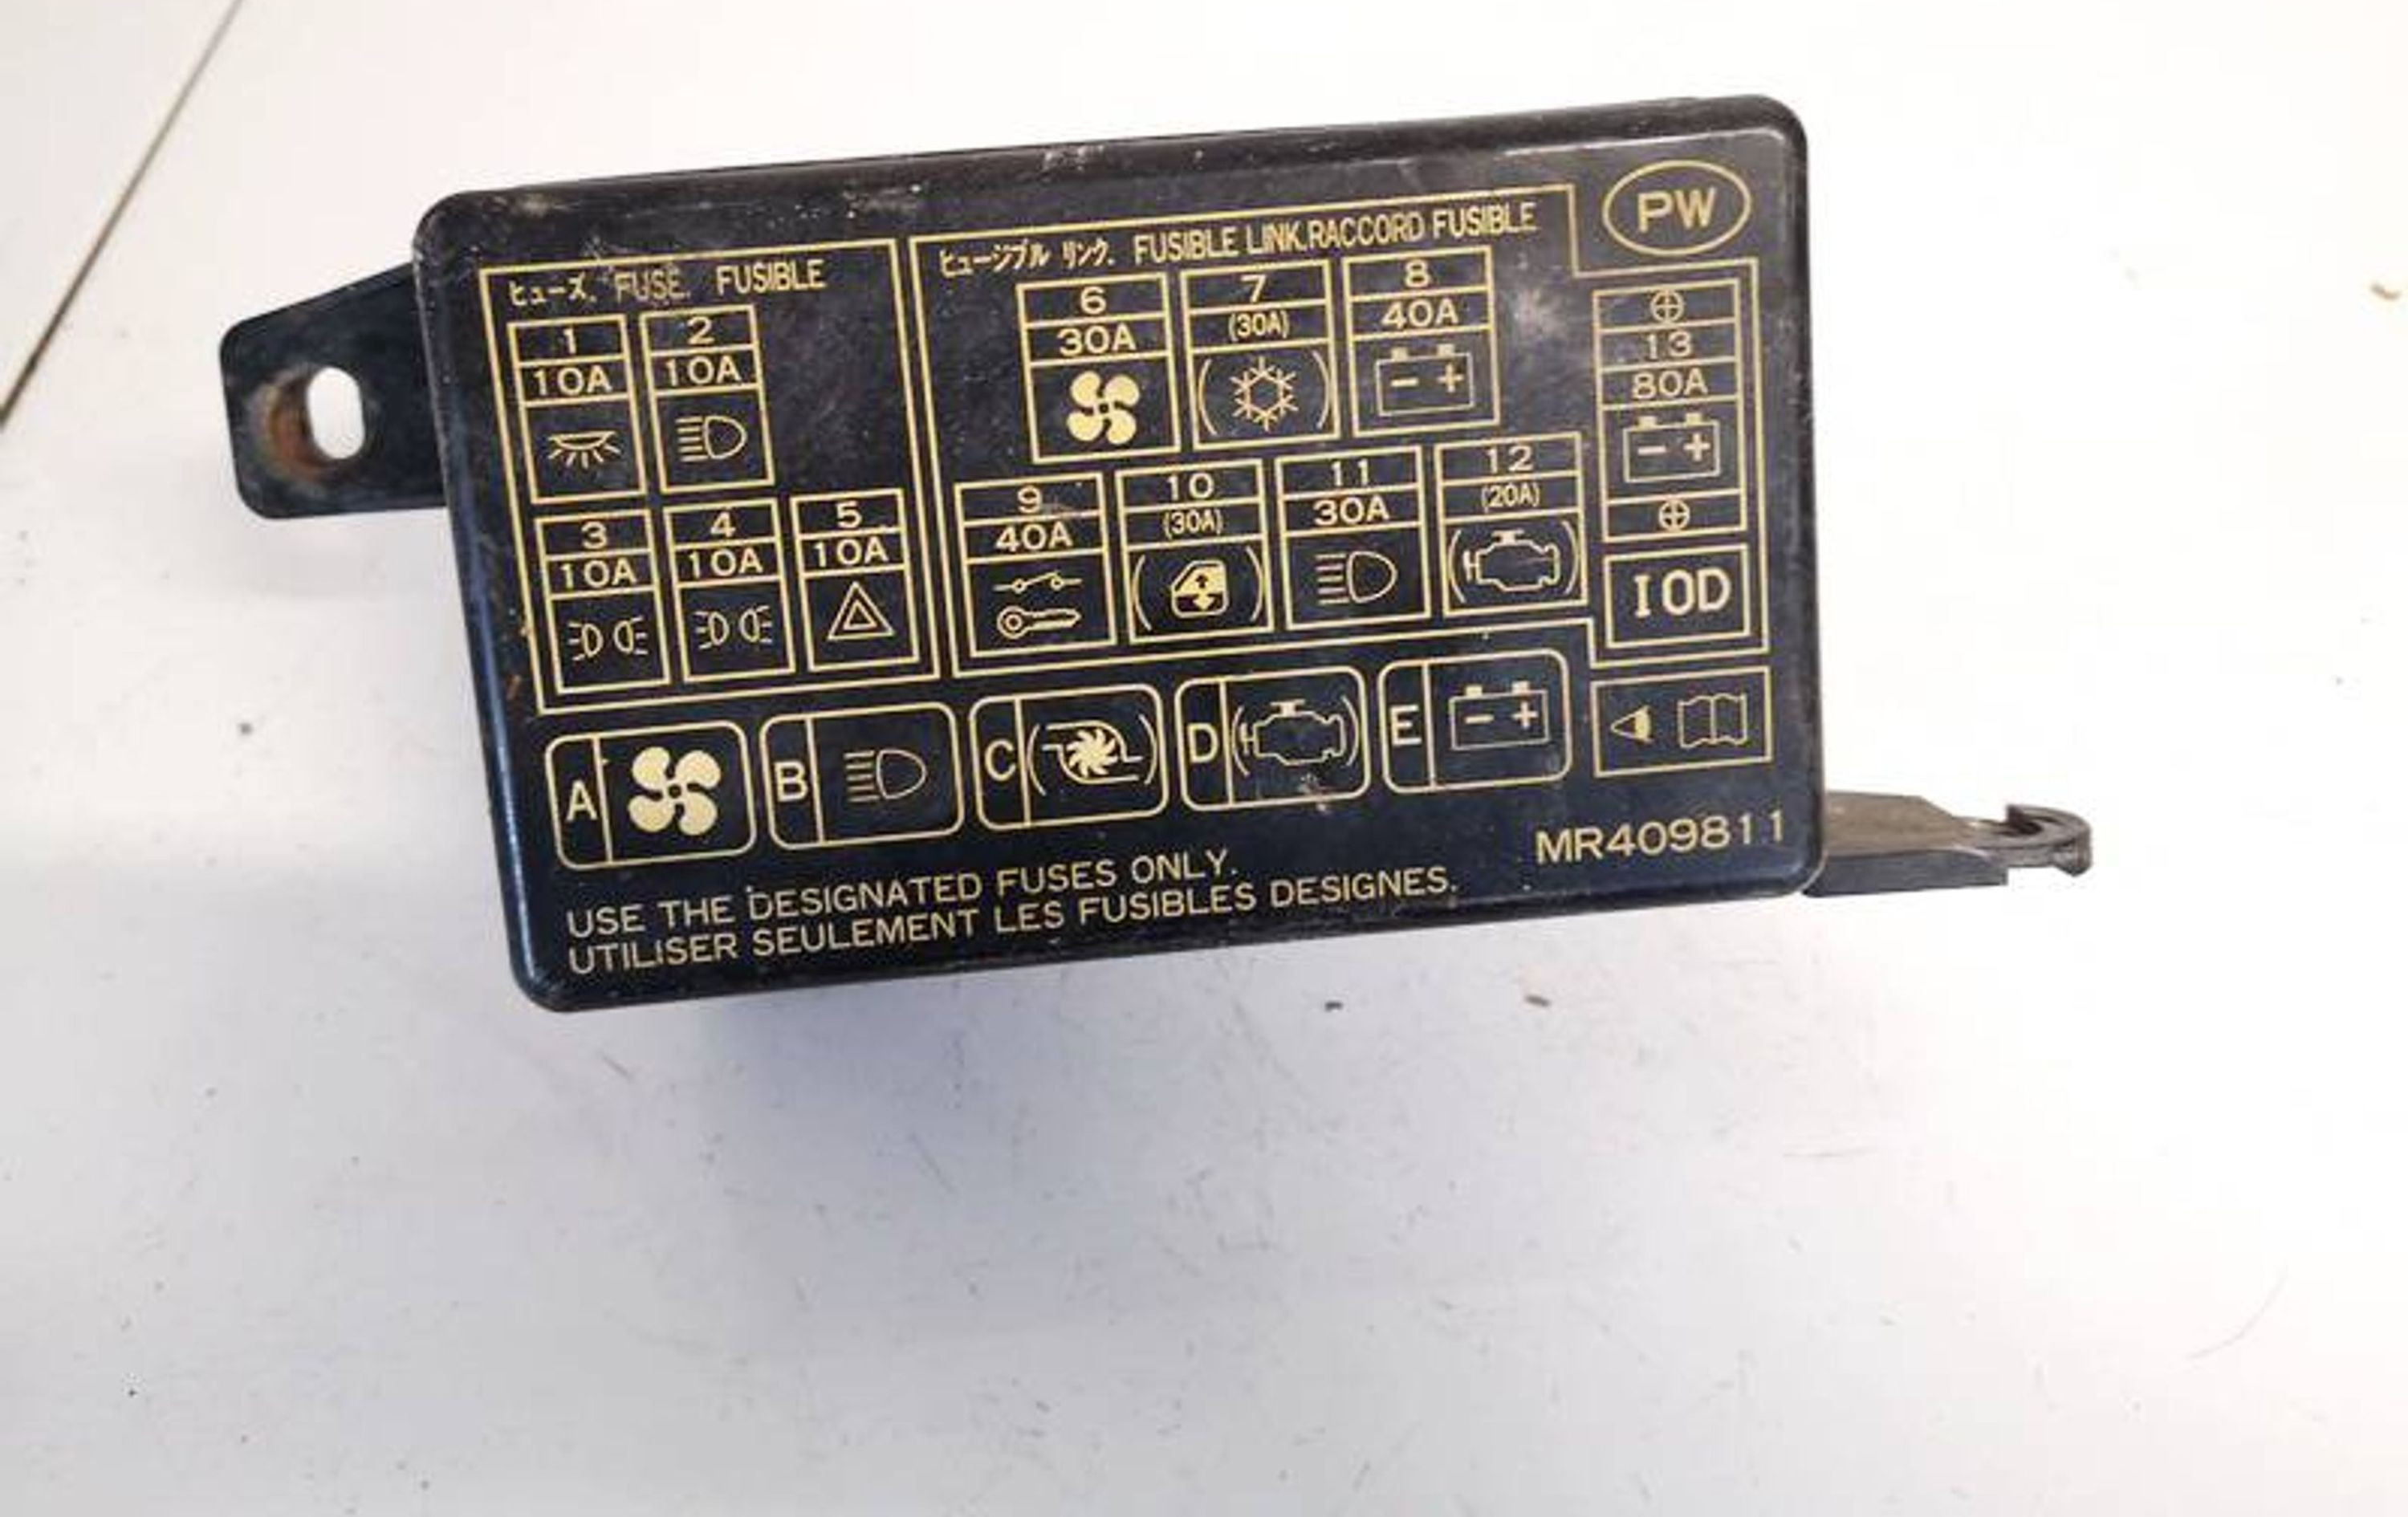 PW
ヒューズ. FUSE. FUSIBLE
1 2
10A 10A
3 4 5
10A 10A 10A
ヒュージブル リンク. FUSIBLE LINK.RACCORD FUSIBLE
6 7 8
30A (30A) 40A
- +
9 10 11 12
40A (30A) 30A (20A)
13
80A
- +
IOD
A B C D E - +
MR409811
USE THE DESIGNATED FUSES ONLY.
UTILISER SEULEMENT LES FUSIBLES DESIGNES.